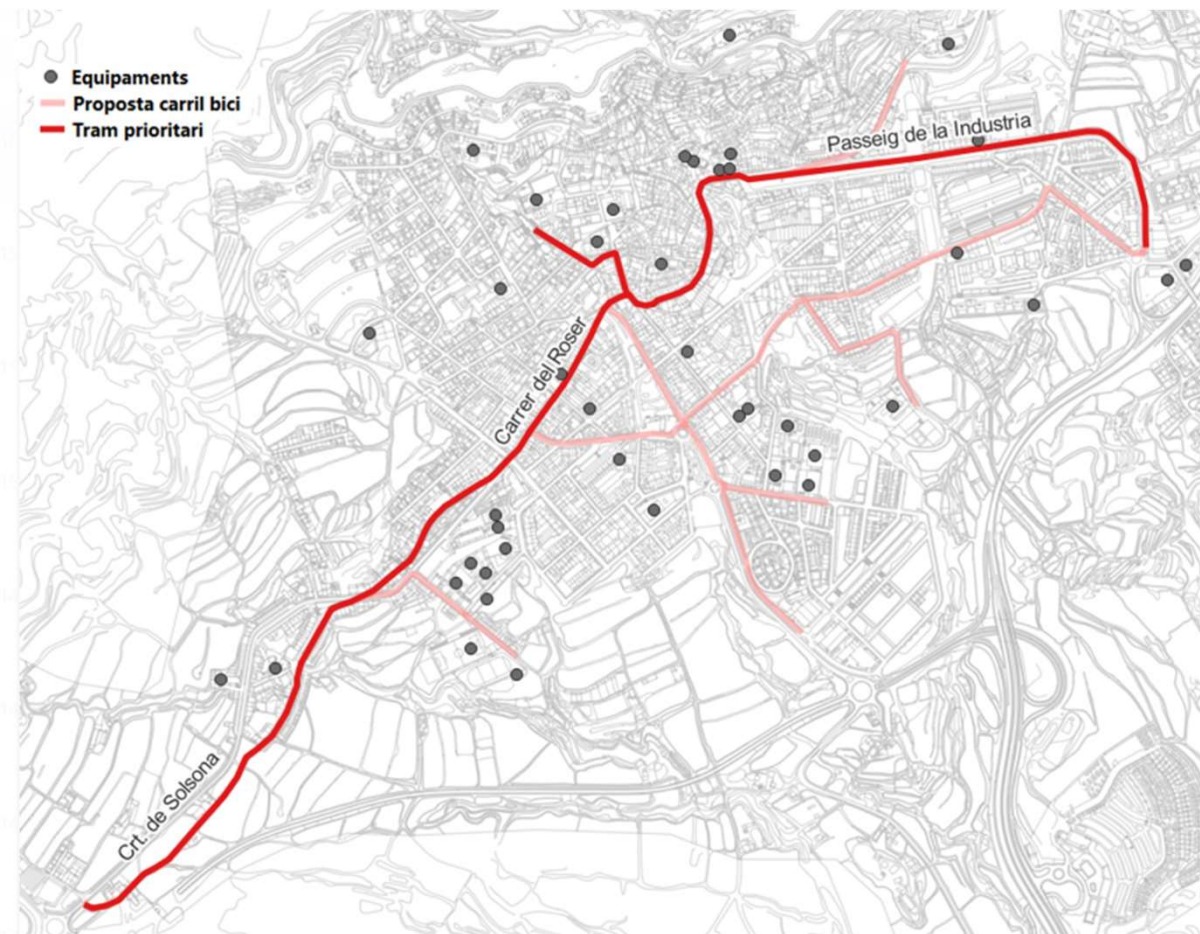 Equipaments
Proposta carril bici
Tram prioritari
Passeig de la Industria
Carrer del Roser
Crt. de Solsona